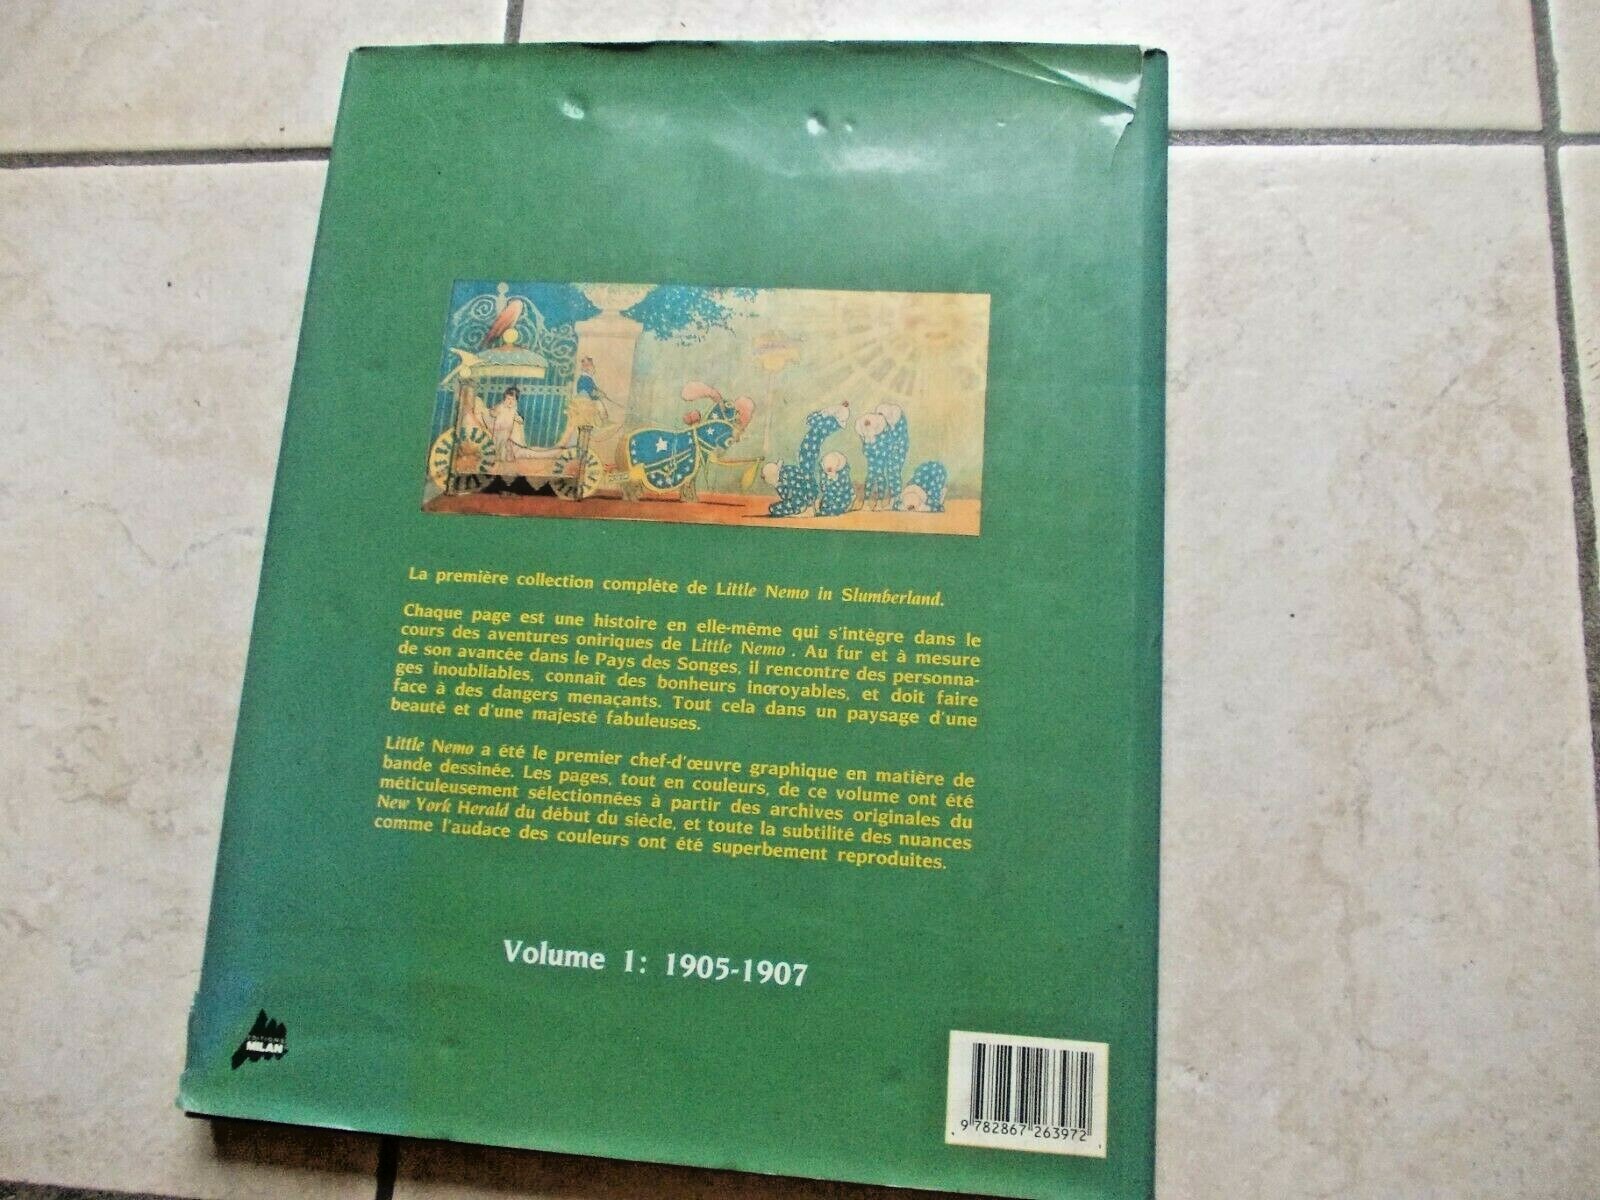 La première collection complête de Little Nemo in Slumberland.
Chaque page est une histoire en elle-même qui s'intègre dans le
cours des aventures oniriques de Little Nemo . Au fur et à mesure
de son avancée dans le Pays des Songes, il rencontre des personna-
ges inoubliables, connaît des bonheurs incroyables, et doit faire
face à des dangers menaçants. Tout cela dans un paysage d'une
beauté et d'une majesté fabuleuses.
Little Nemo a été le premier chef-d'œuvre graphique en matière de
bande dessinée. Les pages, tout en couleurs, de ce volume ont été
méticuleusement sélectionnées à partir des archives originales du
New York Herald du début du siècle, et toute la subtilité des nuances
comme l'audace des couleurs ont été superbement reproduites.
Volume 1: 1905-1907
EDITIONS
MILAN
9 782867 263972